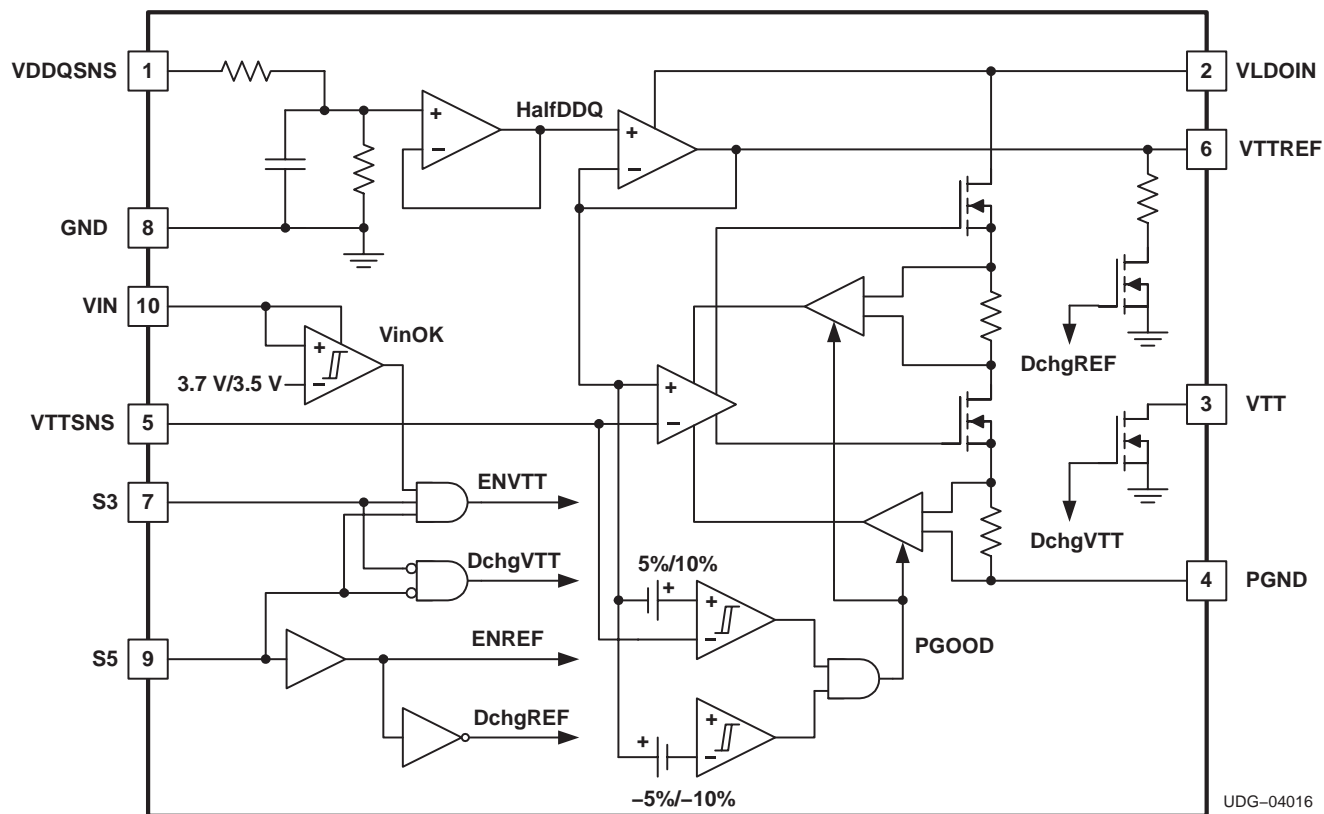 VDDQSNS 1
2 VLDOIN
HalfDDQ
+
+
–
–
6 VTTREF
GND 8
VIN 10
VinOK
+
3.7 V/3.5 V –
DchgREF
VTTSNS 5
+
–
3 VTT
S3 7
ENVTT
DchgVTT
DchgVTT
5%/10%
+
+
–
4 PGND
S5 9
ENREF
PGOOD
DchgREF
+
+
–
–5%/–10%
UDG–04016